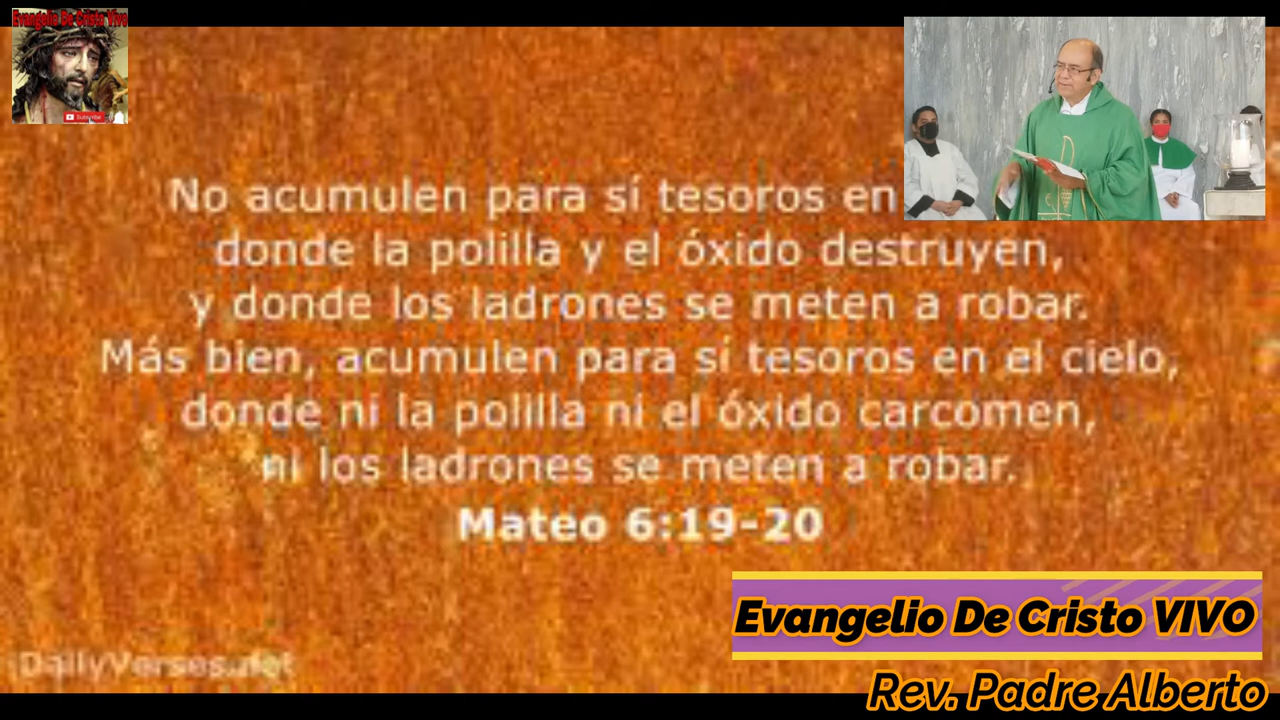 Evangelio De Cristo Vivo
Subscribe
No acumulen para sí tesoros en
donde la polilla y el óxido destruyen,
y donde los ladrones se meten a robar.
Más bien, acumulen para sí tesoros en el cielo,
donde ni la polilla ni el óxido carcomen,
ni los ladrones se meten a robar.
Mateo 6:19-20
Evangelio De Cristo VIVO
DailyVerses.net
Rev. Padre Alberto